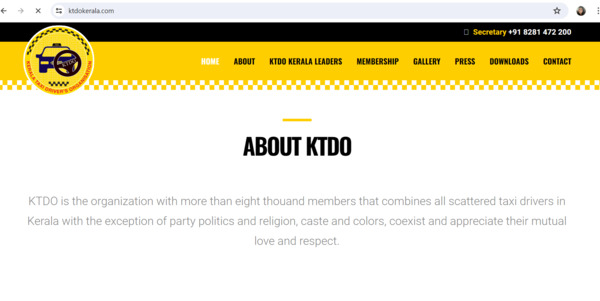 ktdokerala.com
Secretary +91 8281 472 200
KTDO
KERALA TAXI DRIVER'S ORGANISATION
HOME ABOUT KTDO KERALA LEADERS MEMBERSHIP GALLERY PRESS DOWNLOADS CONTACT
ABOUT KTDO
KTDO is the organization with more than eight thouand members that combines all scattered taxi drivers in
Kerala with the exception of party politics and religion, caste and colors, coexist and appreciate their mutual
love and respect.